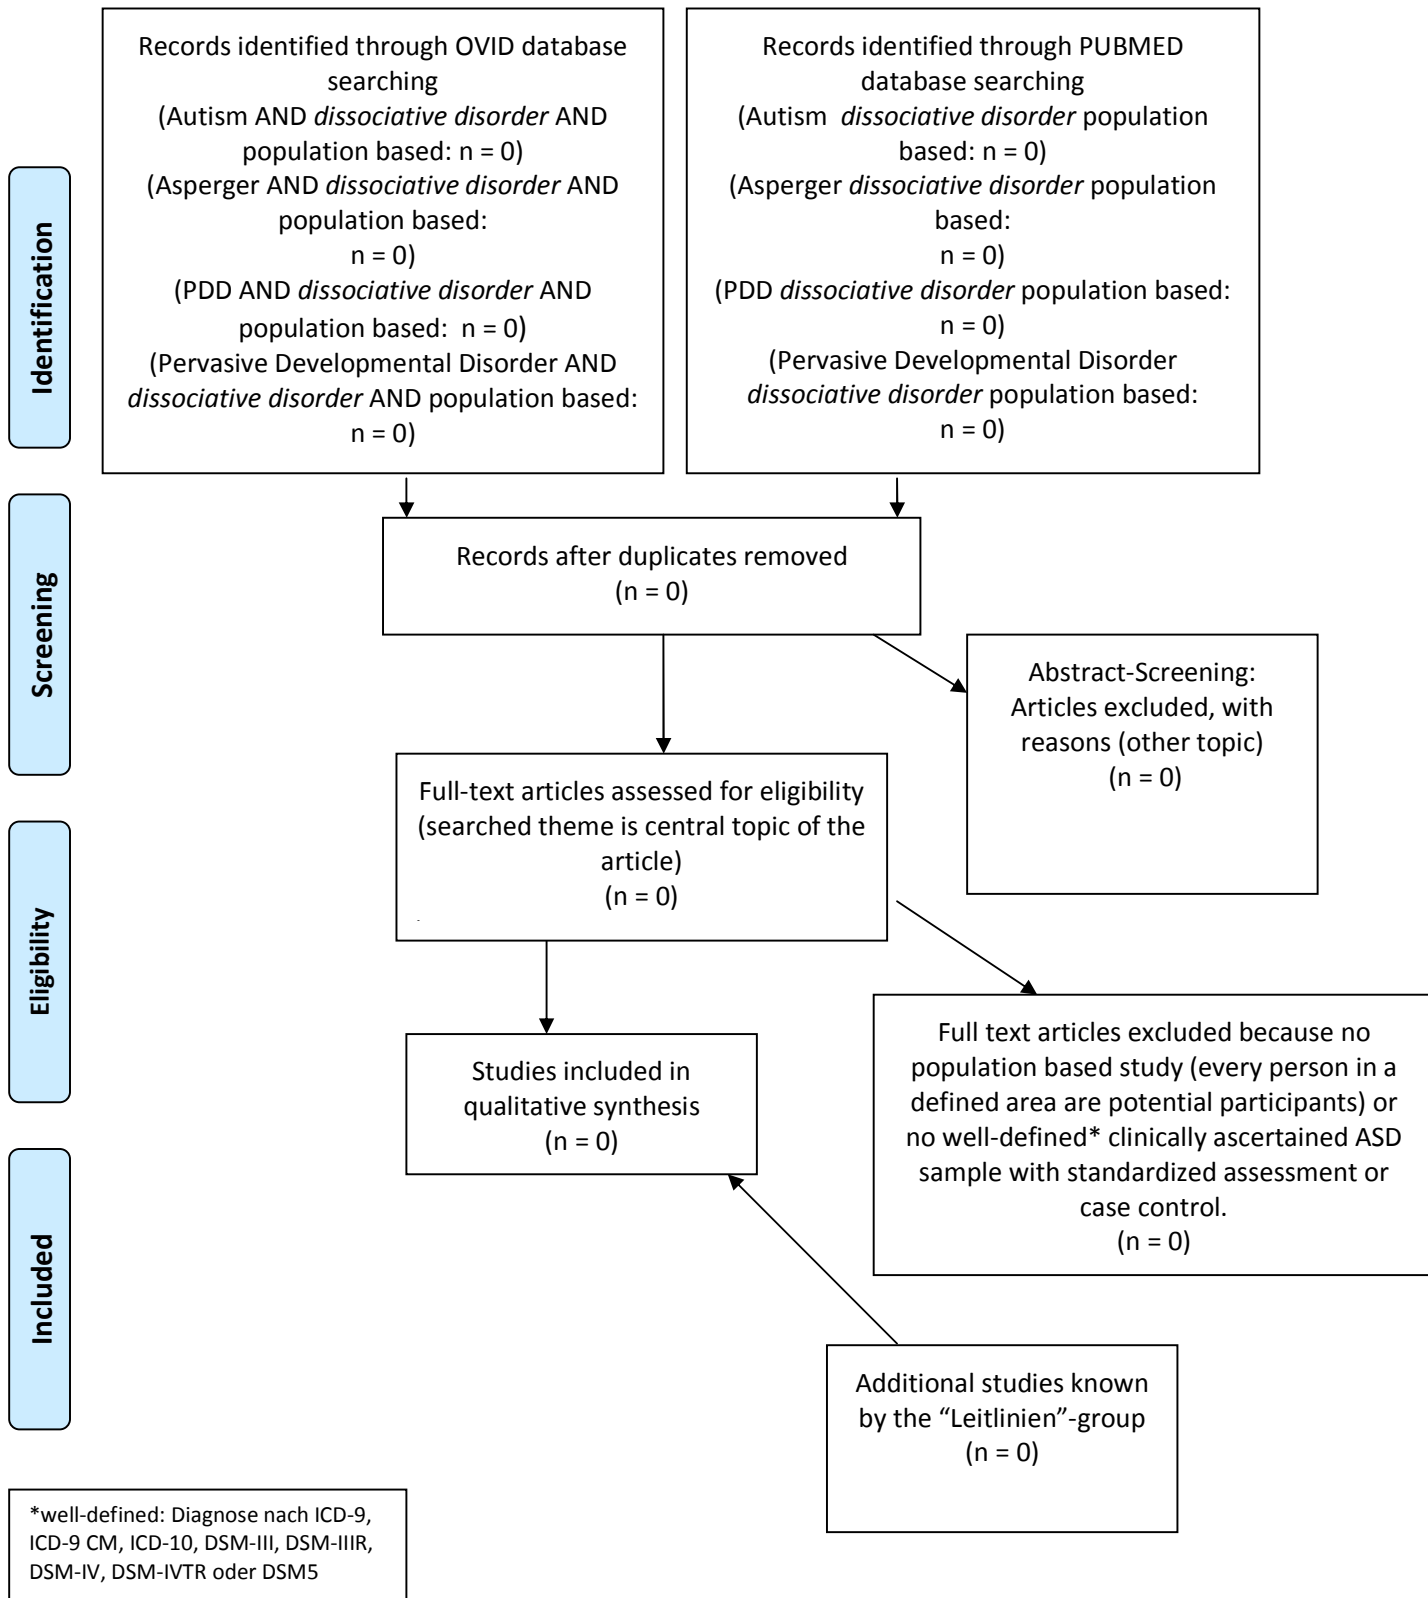 Records identified through OVID database
searching
(Autism AND dissociative disorder AND
population based: n = 0)
(Asperger AND dissociative disorder AND
population based:
n = 0)
(PDD AND dissociative disorder AND
population based: n = 0)
(Pervasive Developmental Disorder AND
dissociative disorder AND population based:
n = 0)
Records identified through PUBMED
database searching
(Autism dissociative disorder population
based: n = 0)
(Asperger dissociative disorder population
based:
n = 0)
(PDD dissociative disorder population based:
n = 0)
(Pervasive Developmental Disorder
dissociative disorder population based:
n = 0)
Identification
Screening
Records after duplicates removed
(n = 0)
Abstract-Screening:
Articles excluded, with
reasons (other topic)
(n = 0)
Full-text articles assessed for eligibility
(searched theme is central topic of the
article)
(n = 0)
Eligibility
Full text articles excluded because no
population based study (every person in a
defined area are potential participants) or
no well-defined* clinically ascertained ASD
sample with standardized assessment or
case control.
(n = 0)
Studies included in
qualitative synthesis
(n = 0)
Included
Additional studies known
by the “Leitlinien”-group
(n = 0)
*well-defined: Diagnose nach ICD-9,
ICD-9 CM, ICD-10, DSM-III, DSM-IIIR,
DSM-IV, DSM-IVTR oder DSM5